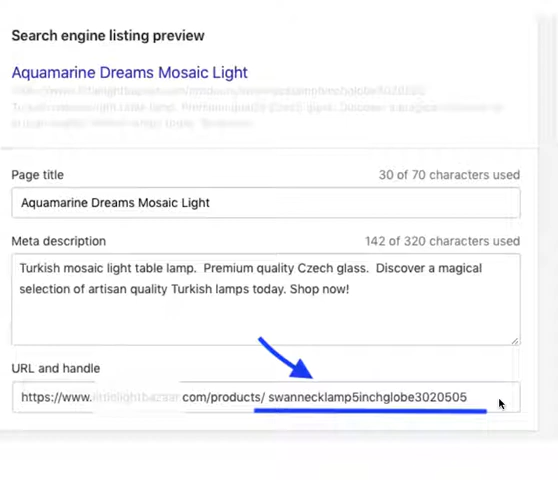 Search engine listing preview
Aquamarine Dreams Mosaic Light
Page title 30 of 70 characters used
Aquamarine Dreams Mosaic Light
Meta description 142 of 320 characters used
Turkish mosaic light table lamp. Premium quality Czech glass. Discover a magical
selection of artisan quality Turkish lamps today. Shop now!
URL and handle
https://www. com/products/ swannecklamp5inchglobe3020505